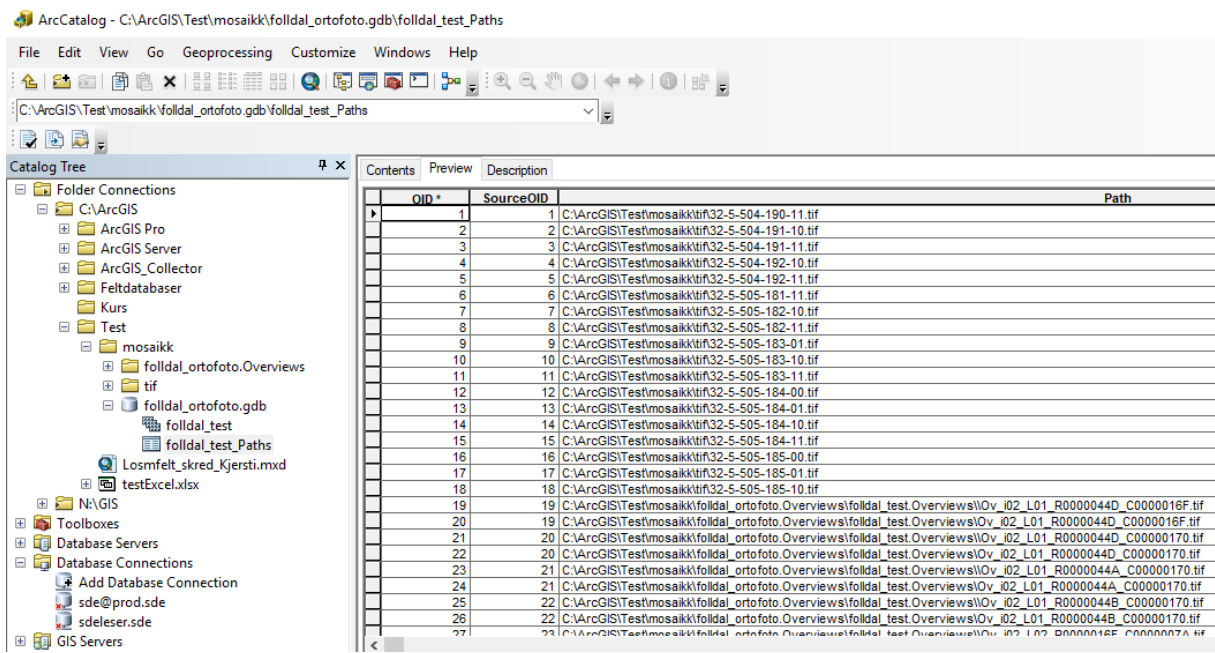 ArcCatalog - C:\ArcGIS\Test\mosaikk\folldal_ortofoto.gdb\folldal_test_Paths
File Edit View Go Geoprocessing Customize Windows Help
C:\ArcGIS\Test\mosaikk\folldal_ortofoto.gdb\folldal_test_Paths
Catalog Tree
Folder Connections
C:\ArcGIS
ArcGIS Pro
ArcGIS Server
ArcGIS_Collector
Feltdatabaser
Kurs
Test
mosaikk
folldal_ortofoto.Overviews
tif
folldal_ortofoto.gdb
folldal_test
folldal_test_Paths
Losmfelt_skred_Kjersti.mxd
testExcel.xlsx
N:\GIS
Toolboxes
Database Servers
Database Connections
Add Database Connection
sde@prod.sde
sdeleser.sde
GIS Servers
Contents Preview Description
OID * SourceOID Path
1 1 C:\ArcGIS\Test\mosaikk\tif\32-5-504-190-11.tif
2 2 C:\ArcGIS\Test\mosaikk\tif\32-5-504-191-10.tif
3 3 C:\ArcGIS\Test\mosaikk\tif\32-5-504-191-11.tif
4 4 C:\ArcGIS\Test\mosaikk\tif\32-5-504-192-10.tif
5 5 C:\ArcGIS\Test\mosaikk\tif\32-5-504-192-11.tif
6 6 C:\ArcGIS\Test\mosaikk\tif\32-5-505-181-11.tif
7 7 C:\ArcGIS\Test\mosaikk\tif\32-5-505-182-10.tif
8 8 C:\ArcGIS\Test\mosaikk\tif\32-5-505-182-11.tif
9 9 C:\ArcGIS\Test\mosaikk\tif\32-5-505-183-01.tif
10 10 C:\ArcGIS\Test\mosaikk\tif\32-5-505-183-10.tif
11 11 C:\ArcGIS\Test\mosaikk\tif\32-5-505-183-11.tif
12 12 C:\ArcGIS\Test\mosaikk\tif\32-5-505-184-00.tif
13 13 C:\ArcGIS\Test\mosaikk\tif\32-5-505-184-01.tif
14 14 C:\ArcGIS\Test\mosaikk\tif\32-5-505-184-10.tif
15 15 C:\ArcGIS\Test\mosaikk\tif\32-5-505-184-11.tif
16 16 C:\ArcGIS\Test\mosaikk\tif\32-5-505-185-00.tif
17 17 C:\ArcGIS\Test\mosaikk\tif\32-5-505-185-01.tif
18 18 C:\ArcGIS\Test\mosaikk\tif\32-5-505-185-10.tif
19 19 C:\ArcGIS\Test\mosaikk\folldal_ortofoto.Overviews\folldal_test.Overviews\\Ov_i02_L01_R0000044D_C0000016F.tif
20 19 C:\ArcGIS\Test\mosaikk\folldal_ortofoto.Overviews\folldal_test.Overviews\Ov_i02_L01_R0000044D_C0000016F.tif
21 20 C:\ArcGIS\Test\mosaikk\folldal_ortofoto.Overviews\folldal_test.Overviews\\Ov_i02_L01_R0000044D_C00000170.tif
22 20 C:\ArcGIS\Test\mosaikk\folldal_ortofoto.Overviews\folldal_test.Overviews\Ov_i02_L01_R0000044D_C00000170.tif
23 21 C:\ArcGIS\Test\mosaikk\folldal_ortofoto.Overviews\folldal_test.Overviews\\Ov_i02_L01_R0000044A_C00000170.tif
24 21 C:\ArcGIS\Test\mosaikk\folldal_ortofoto.Overviews\folldal_test.Overviews\Ov_i02_L01_R0000044A_C00000170.tif
25 22 C:\ArcGIS\Test\mosaikk\folldal_ortofoto.Overviews\folldal_test.Overviews\\Ov_i02_L01_R0000044B_C00000170.tif
26 22 C:\ArcGIS\Test\mosaikk\folldal_ortofoto.Overviews\folldal_test.Overviews\Ov_i02_L01_R0000044B_C00000170.tif
27 23 C:\ArcGIS\Test\mosaikk\folldal_ortofoto.Overviews\folldal_test.Overviews\\Ov_i02_L02_R0000016F_C0000007A.tif